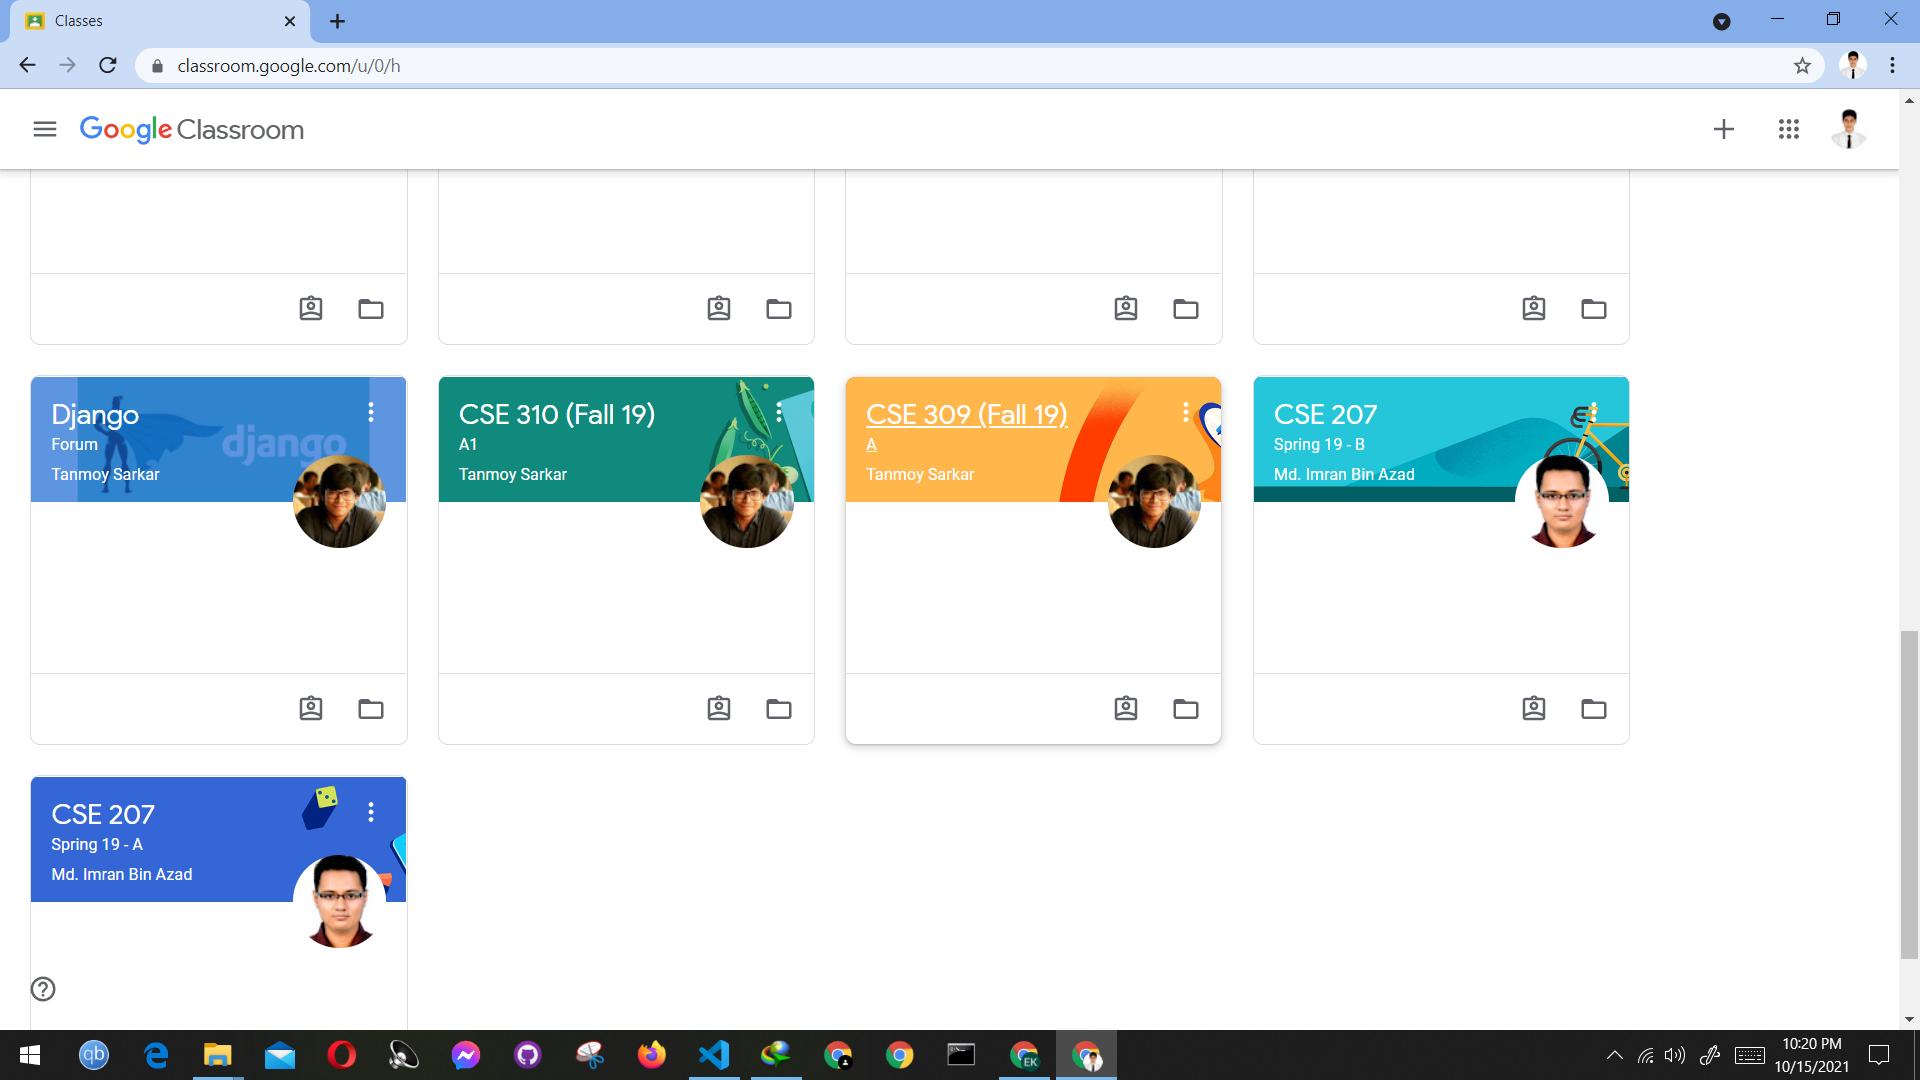 Classes
classroom.google.com/u/0/h
Google Classroom
Django
Forum
Tanmoy Sarkar
django
CSE 310 (Fall 19)
A1
Tanmoy Sarkar
CSE 309 (Fall 19)
A
Tanmoy Sarkar
CSE 207
Spring 19 - B
Md. Imran Bin Azad
CSE 207
Spring 19 - A
Md. Imran Bin Azad
qb
EK
10:20 PM
10/15/2021